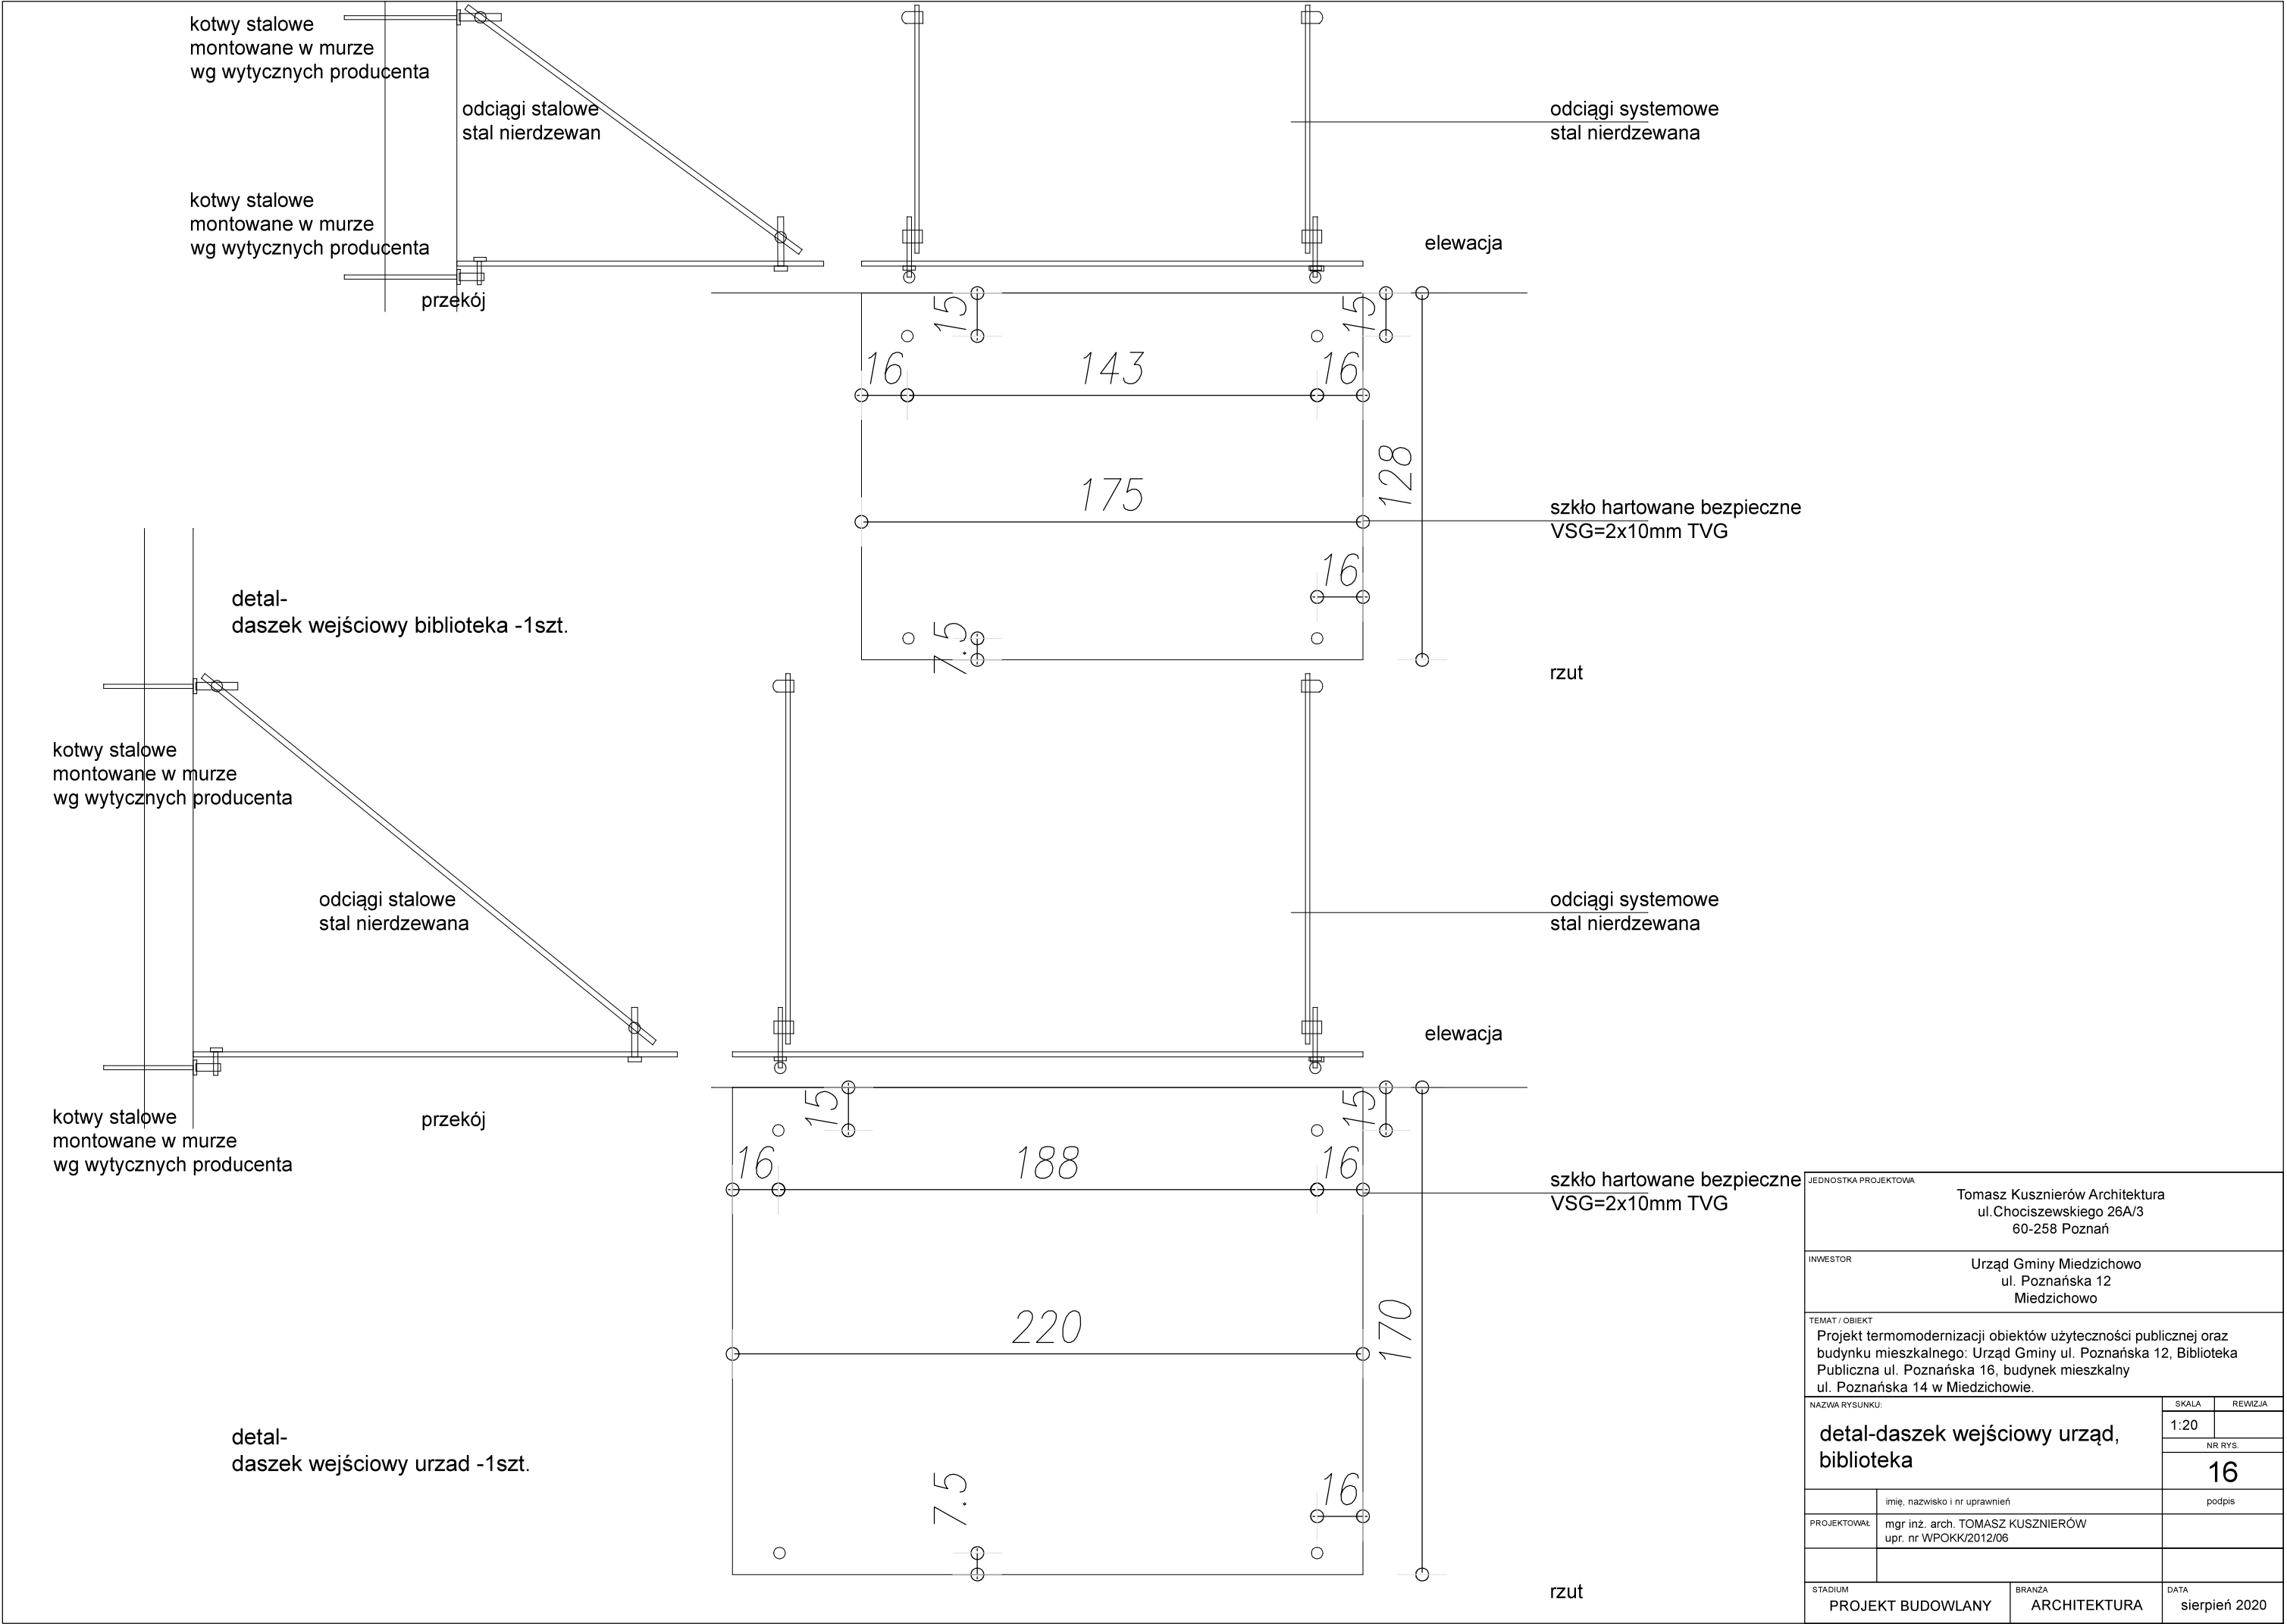 kotwy stalowe
montowane w murze
wg wytycznych producenta
odciągi stalowe
stal nierdzewan
kotwy stalowe
montowane w murze
wg wytycznych producenta
przekój
odciągi systemowe
stal nierdzewana
elewacja
15
15
16
143
16
128
175
szkło hartowane bezpieczne
VSG=2x10mm TVG
16
7.5
rzut
detal-
daszek wejściowy biblioteka -1szt.
kotwy stalowe
montowane w murze
wg wytycznych producenta
odciągi stalowe
stal nierdzewana
kotwy stalowe
montowane w murze
wg wytycznych producenta
przekój
odciągi systemowe
stal nierdzewana
elewacja
15
15
16
188
16
szkło hartowane bezpieczne
VSG=2x10mm TVG
220
170
16
7.5
rzut
detal-
daszek wejściowy urzad -1szt.
JEDNOSTKA PROJEKTOWA
Tomasz Kusznierów Architektura
ul.Chociszewskiego 26A/3
60-258 Poznań
INWESTOR
Urząd Gminy Miedzichowo
ul. Poznańska 12
Miedzichowo
TEMAT / OBIEKT
Projekt termomodernizacji obiektów użyteczności publicznej oraz
budynku mieszkalnego: Urząd Gminy ul. Poznańska 12, Biblioteka
Publiczna ul. Poznańska 16, budynek mieszkalny
ul. Poznańska 14 w Miedzichowie.
NAZWA RYSUNKU:
detal-daszek wejściowy urząd,
biblioteka
SKALA
REWIZJA
1:20
NR RYS.
16
imię, nazwisko i nr uprawnień
podpis
PROJEKTOWAŁ
mgr inż. arch. TOMASZ KUSZNIERÓW
upr. nr WPOKK/2012/06
STADIUM
PROJEKT BUDOWLANY
BRANŻA
ARCHITEKTURA
DATA
sierpień 2020